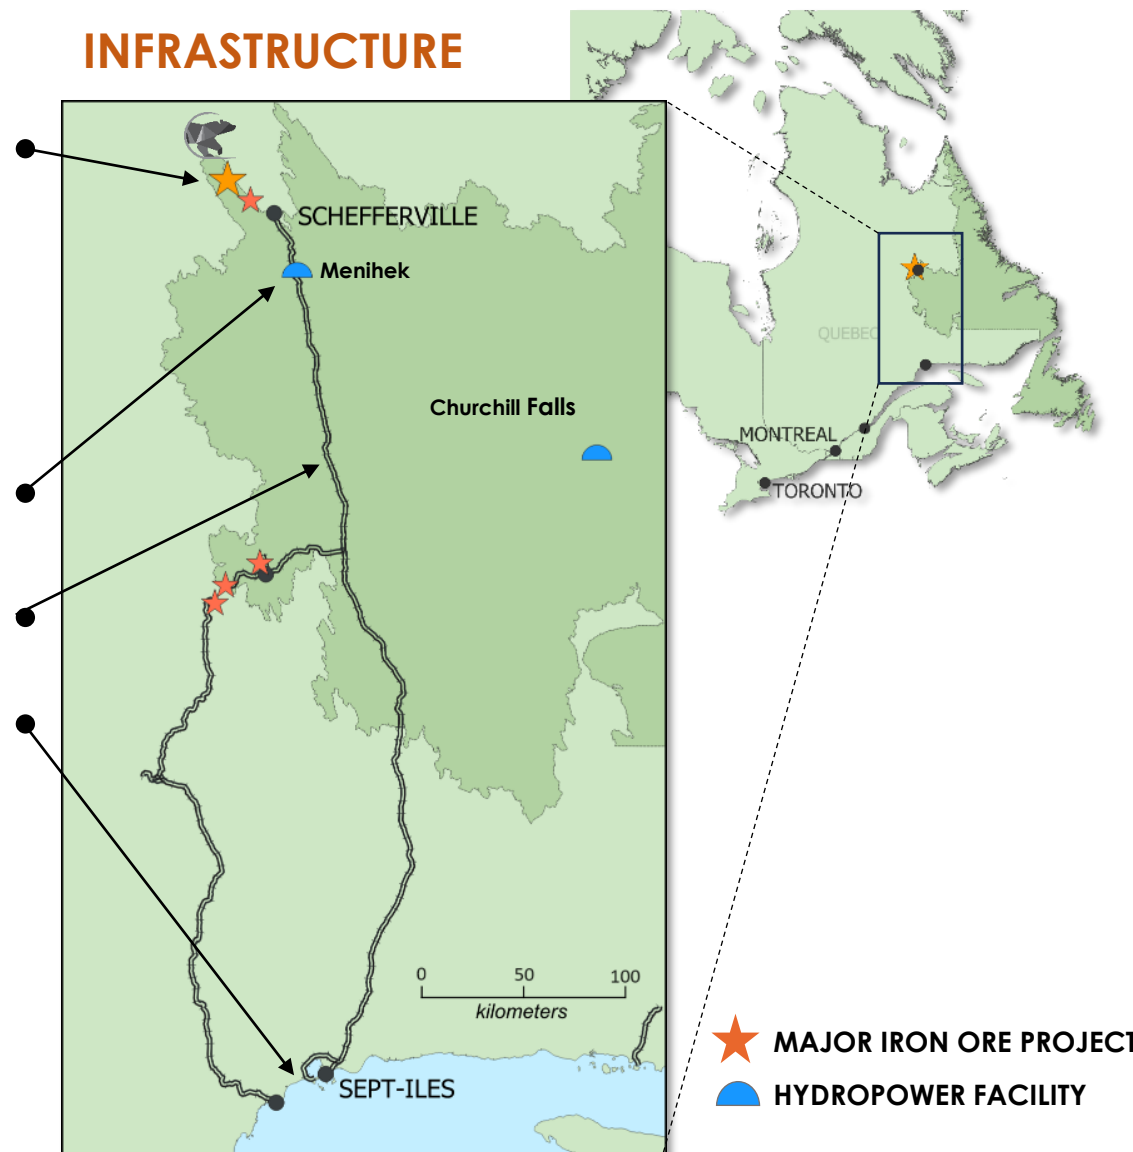 INFRASTRUCTURE
SCHEFFERVILLE
Menihek
Churchill Falls
QUEBEC
MONTREAL
TORONTO
0 50 100
kilometers
SEPT-ILES
MAJOR IRON ORE PROJECT
HYDROPOWER FACILITY